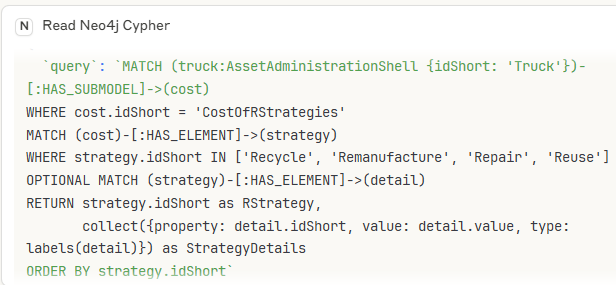 N Read Neo4j Cypher
`query`: `MATCH (truck:AssetAdministrationShell {idShort: 'Truck'})-
[:HAS_SUBMODEL]->(cost)
WHERE cost.idShort = 'CostOfRStrategies'
MATCH (cost)-[:HAS_ELEMENT]->(strategy)
WHERE strategy.idShort IN ['Recycle', 'Remanufacture', 'Repair', 'Reuse']
OPTIONAL MATCH (strategy)-[:HAS_ELEMENT]->(detail)
RETURN strategy.idShort as RStrategy,
       collect({property: detail.idShort, value: detail.value, type:
labels(detail)}) as StrategyDetails
ORDER BY strategy.idShort`